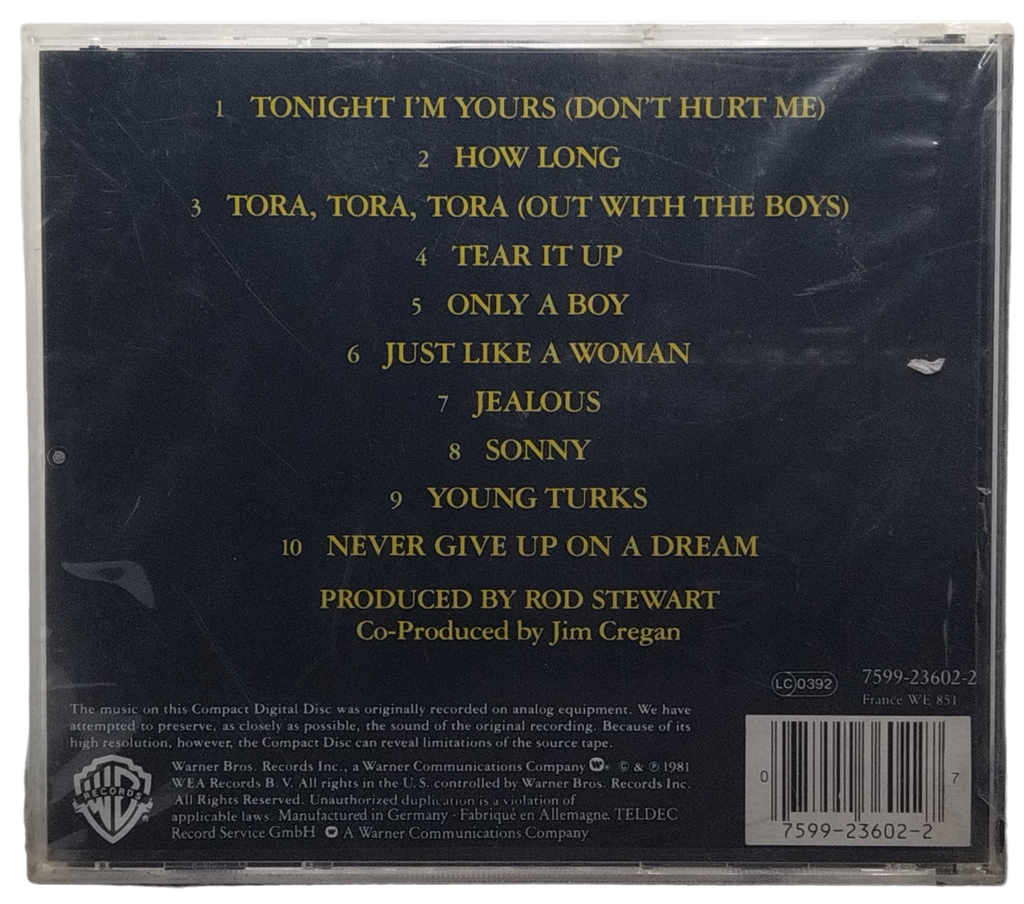 1 TONIGHT I'M YOURS (DON'T HURT ME)
2 HOW LONG
3 TORA, TORA, TORA (OUT WITH THE BOYS)
4 TEAR IT UP
5 ONLY A BOY
6 JUST LIKE A WOMAN
7 JEALOUS
8 SONNY
9 YOUNG TURKS
10 NEVER GIVE UP ON A DREAM
PRODUCED BY ROD STEWART
Co-Produced by Jim Cregan
LC 0392
7599-23602-2
France WE 851
The music on this Compact Digital Disc was originally recorded on analog equipment. We have
attempted to preserve, as closely as possible, the sound of the original recording. Because of its
high resolution, however, the Compact Disc can reveal limitations of the source tape.
WB RECORDS
Warner Bros. Records Inc., a Warner Communications Company W ® © & ℗ 1981
WEA Records B. V. All rights in the U.S. controlled by Warner Bros. Records Inc.
All Rights Reserved. Unauthorized duplication is a violation of
applicable laws. Manufactured in Germany · Fabriqué en Allemagne. TELDEC
Record Service GmbH W A Warner Communications Company
0 7
7599-23602-2